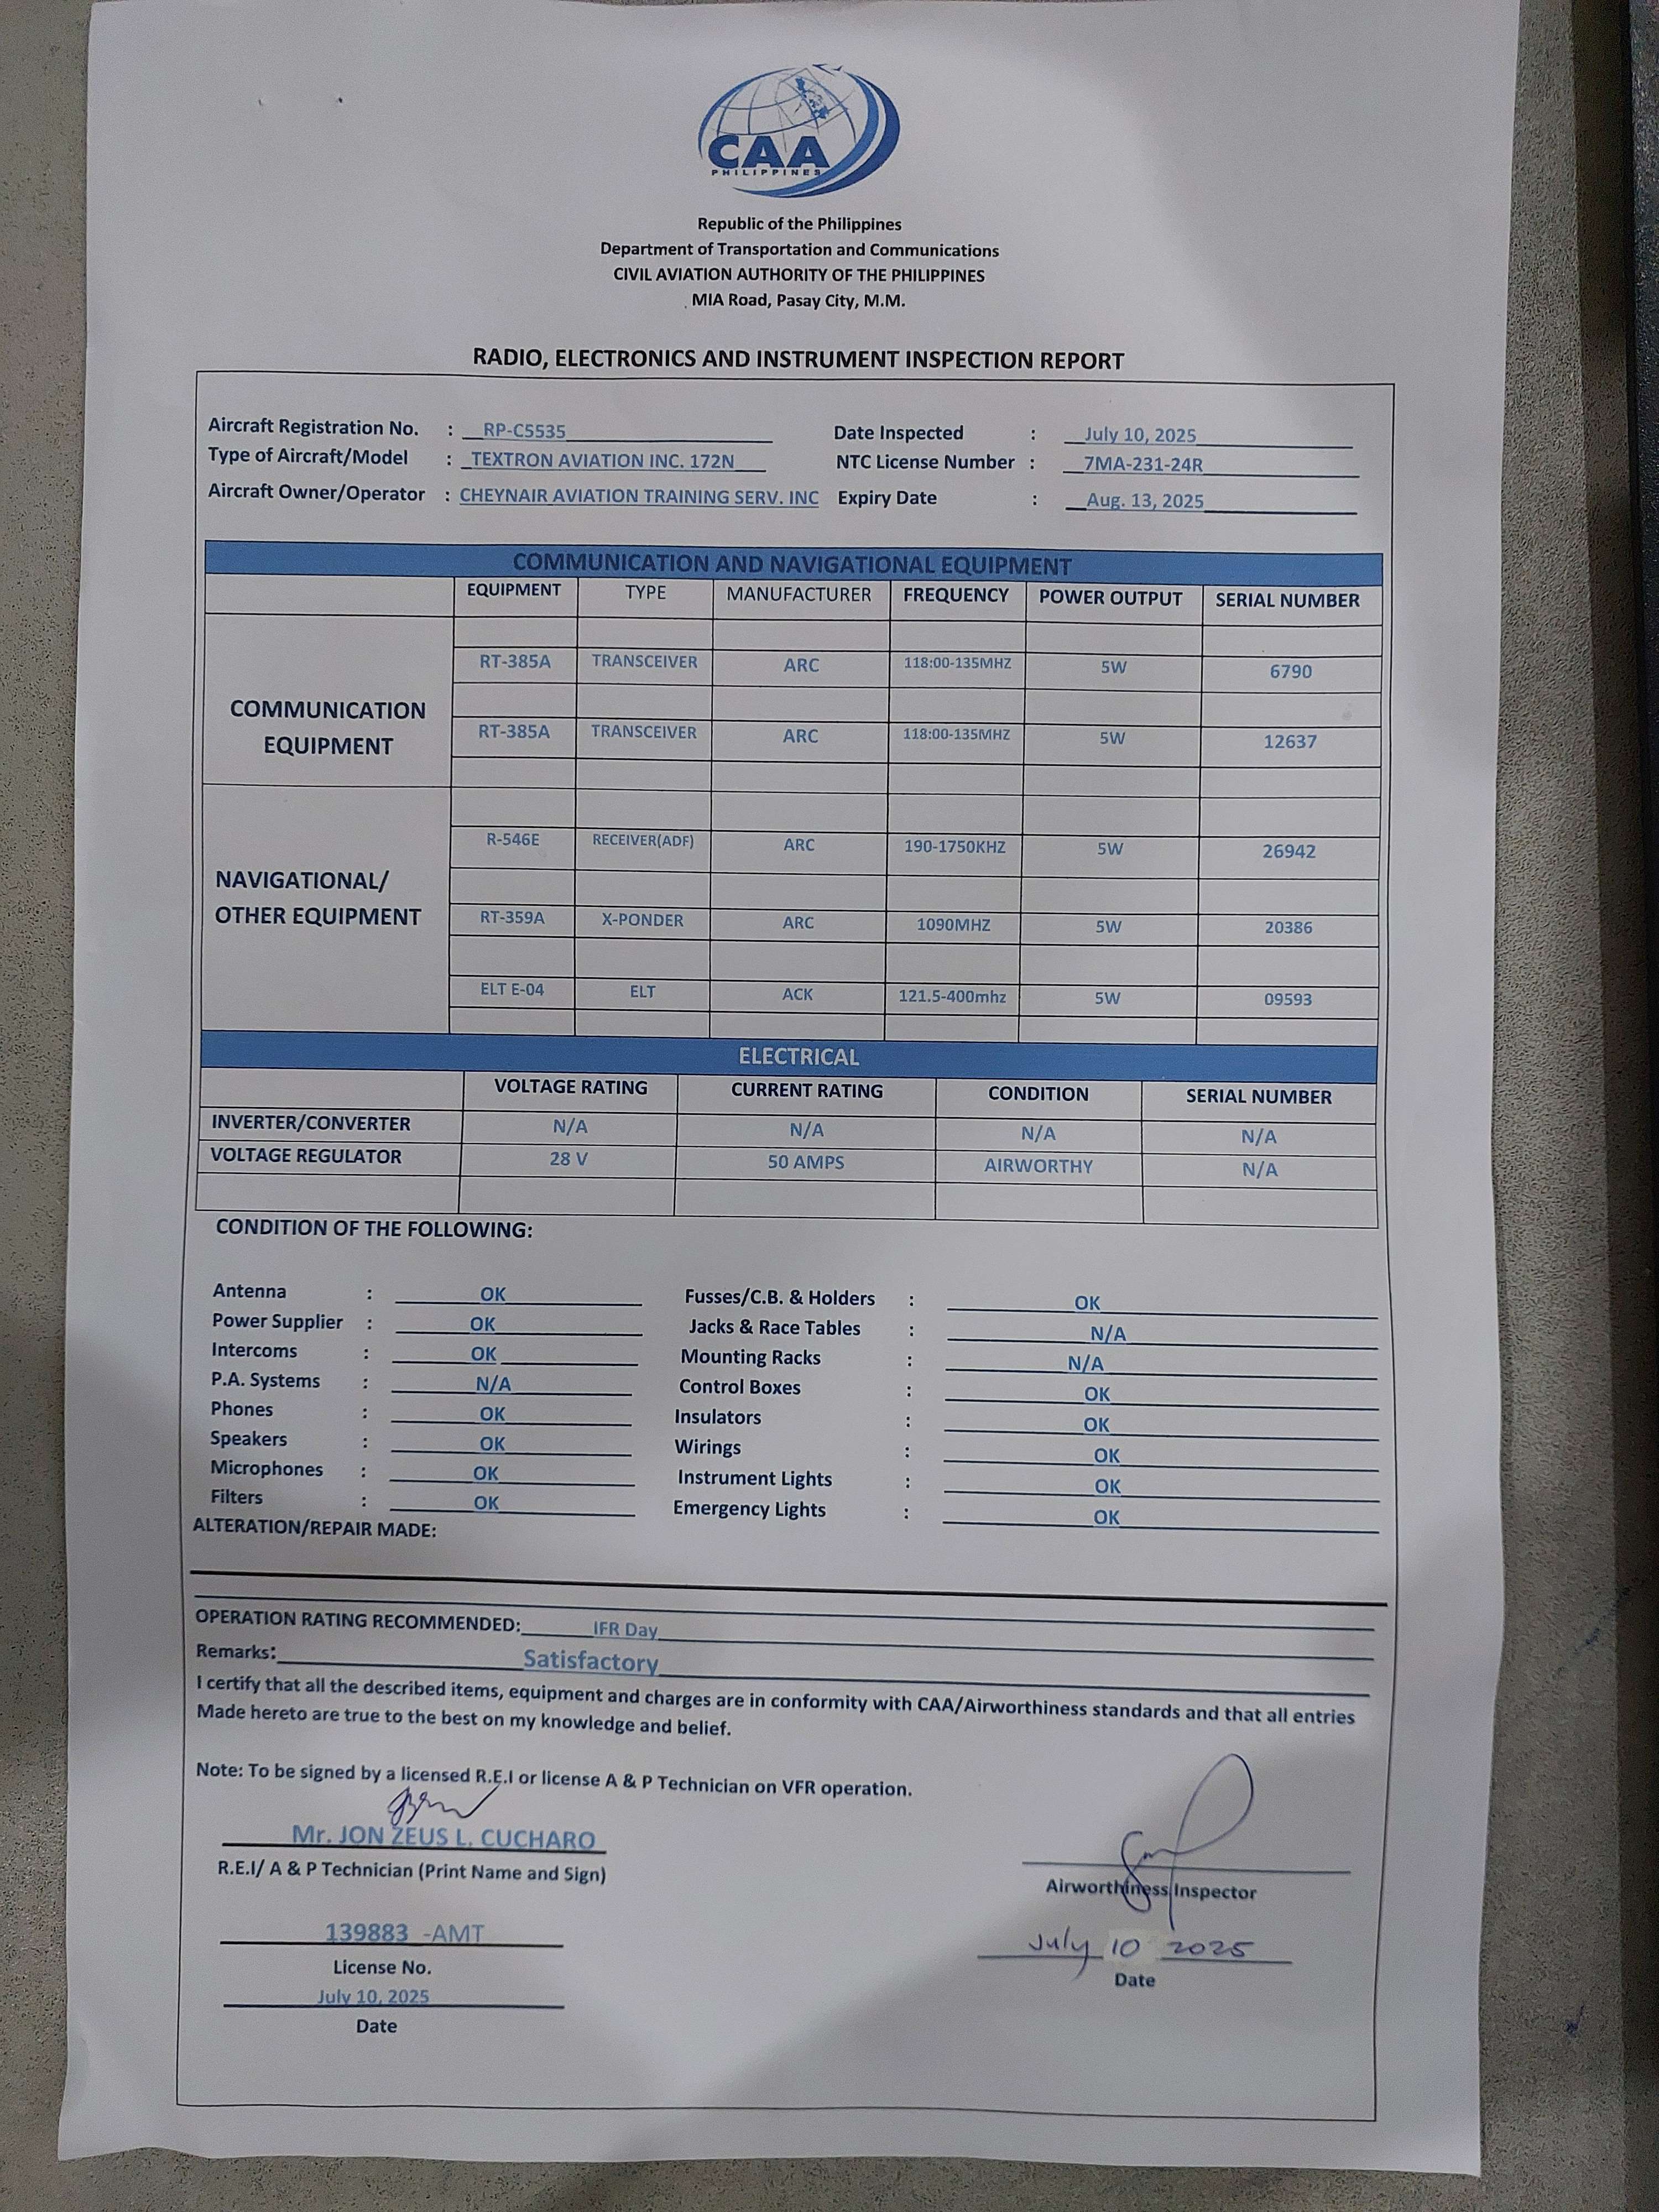 CAA
PHILIPPINES
Republic of the Philippines
Department of Transportation and Communications
CIVIL AVIATION AUTHORITY OF THE PHILIPPINES
MIA Road, Pasay City, M.M.
RADIO, ELECTRONICS AND INSTRUMENT INSPECTION REPORT
Aircraft Registration No. : RP-C5535 Date Inspected : July 10, 2025
Type of Aircraft/Model : TEXTRON AVIATION INC. 172N NTC License Number : 7MA-231-24R
Aircraft Owner/Operator : CHEYNAIR AVIATION TRAINING SERV. INC Expiry Date : Aug. 13, 2025
COMMUNICATION AND NAVIGATIONAL EQUIPMENT
EQUIPMENT TYPE MANUFACTURER FREQUENCY POWER OUTPUT SERIAL NUMBER
COMMUNICATION
EQUIPMENT
RT-385A TRANSCEIVER ARC 118:00-135MHZ 5W 6790
RT-385A TRANSCEIVER ARC 118:00-135MHZ 5W 12637
NAVIGATIONAL/
OTHER EQUIPMENT
R-546E RECEIVER(ADF) ARC 190-1750KHZ 5W 26942
RT-359A X-PONDER ARC 1090MHZ 5W 20386
ELT E-04 ELT ACK 121.5-400mhz 5W 09593
ELECTRICAL
VOLTAGE RATING CURRENT RATING CONDITION SERIAL NUMBER
INVERTER/CONVERTER N/A N/A N/A N/A
VOLTAGE REGULATOR 28 V 50 AMPS AIRWORTHY N/A
CONDITION OF THE FOLLOWING:
Antenna : OK Fusses/C.B. & Holders : OK
Power Supplier : OK Jacks & Race Tables : N/A
Intercoms : OK Mounting Racks : N/A
P.A. Systems : N/A Control Boxes : OK
Phones : OK Insulators : OK
Speakers : OK Wirings : OK
Microphones : OK Instrument Lights : OK
Filters : OK Emergency Lights : OK
ALTERATION/REPAIR MADE:
OPERATION RATING RECOMMENDED: IFR Day
Remarks: Satisfactory
I certify that all the described items, equipment and charges are in conformity with CAA/Airworthiness standards and that all entries
Made hereto are true to the best on my knowledge and belief.
Note: To be signed by a licensed R.E.I or license A & P Technician on VFR operation.
Mr. JON ZEUS L. CUCHARO
R.E.I/ A & P Technician (Print Name and Sign)
Airworthiness Inspector
139883 -AMT
License No.
July 10 2025
Date
July 10, 2025
Date